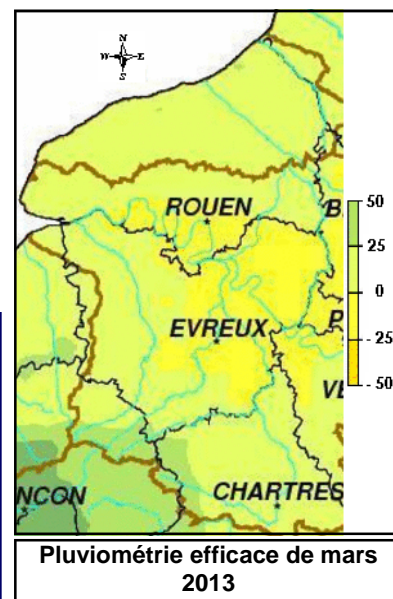 N
W E
S
ROUEN
B
50
25
0
- 25
- 50
EVREUX
P
VE
NCON
CHARTRES
Pluviométrie efficace de mars
2013